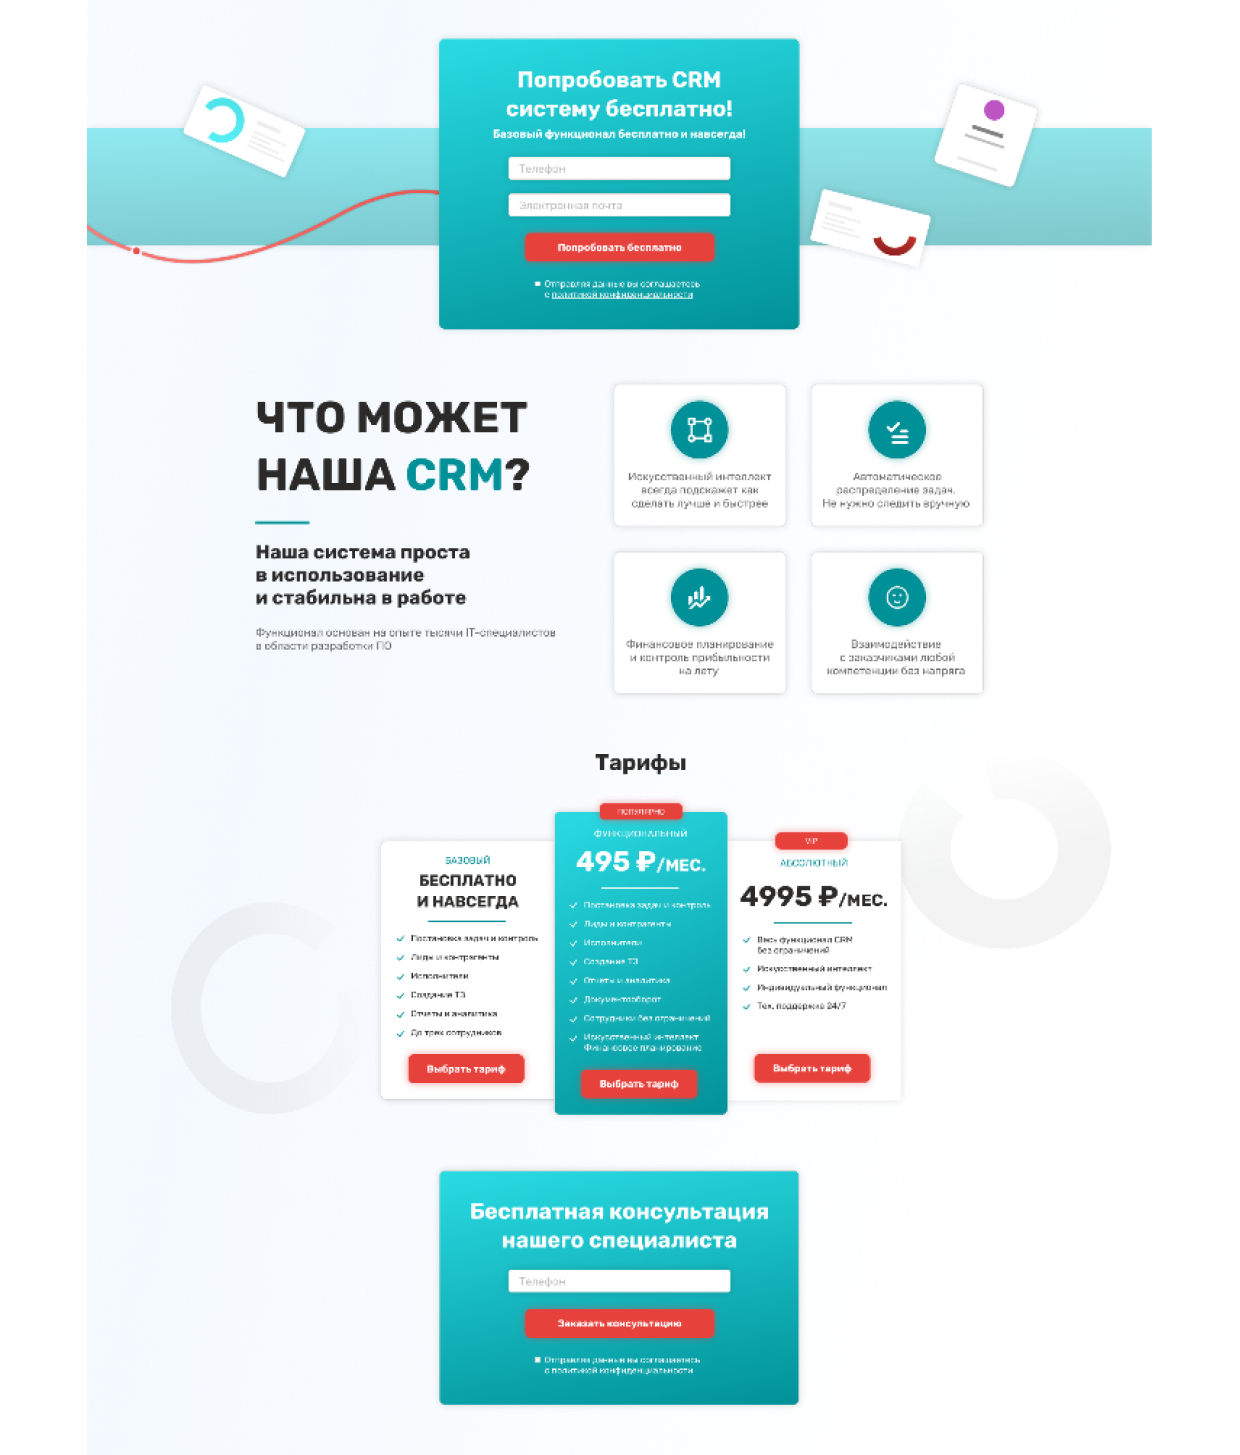 Попробовать CRM
систему бесплатно!
Базовый функционал бесплатно и навсегда!
Телефон
Электронная почта
Попробовать бесплатно
Отправляя данные вы соглашаетесь
с политикой конфиденциальности
ЧТО МОЖЕТ
НАША CRM?
Наша система проста
в использование
и стабильна в работе
Функционал основан на опыте тысячи IT-специалистов
в области разработки ПО
Искусственный интеллект
всегда подскажет как
сделать лучше и быстрее
Автоматическое
распределение задач.
Не нужно следить вручную
Финансовое планирование
и контроль прибыльности
на лету
Взаимодействие
с заказчиками любой
компетенции без напряга
Тарифы
БАЗОВЫЙ
БЕСПЛАТНО
И НАВСЕГДА
Постановка задач и контроль
Лиды и контрагенты
Исполнители
Создание ТЗ
Отчеты и аналитика
До трех сотрудников
Выбрать тариф
ПОПУЛЯРНО
ФУНКЦИОНАЛЬНЫЙ
495 ₽/МЕС.
Постановка задач и контроль
Лиды и контрагенты
Исполнители
Создание ТЗ
Отчеты и аналитика
Документооборот
Сотрудники без ограничений
Искусственный интеллект
Финансовое планирование
Выбрать тариф
VIP
АБСОЛЮТНЫЙ
4995 ₽/МЕС.
Весь функционал CRM
без ограничений
Искусственный интеллект
Индивидуальный функционал
Тех. поддержка 24/7
Выбрать тариф
Бесплатная консультация
нашего специалиста
Телефон
Заказать консультацию
Отправляя данные вы соглашаетесь
с политикой конфиденциальности